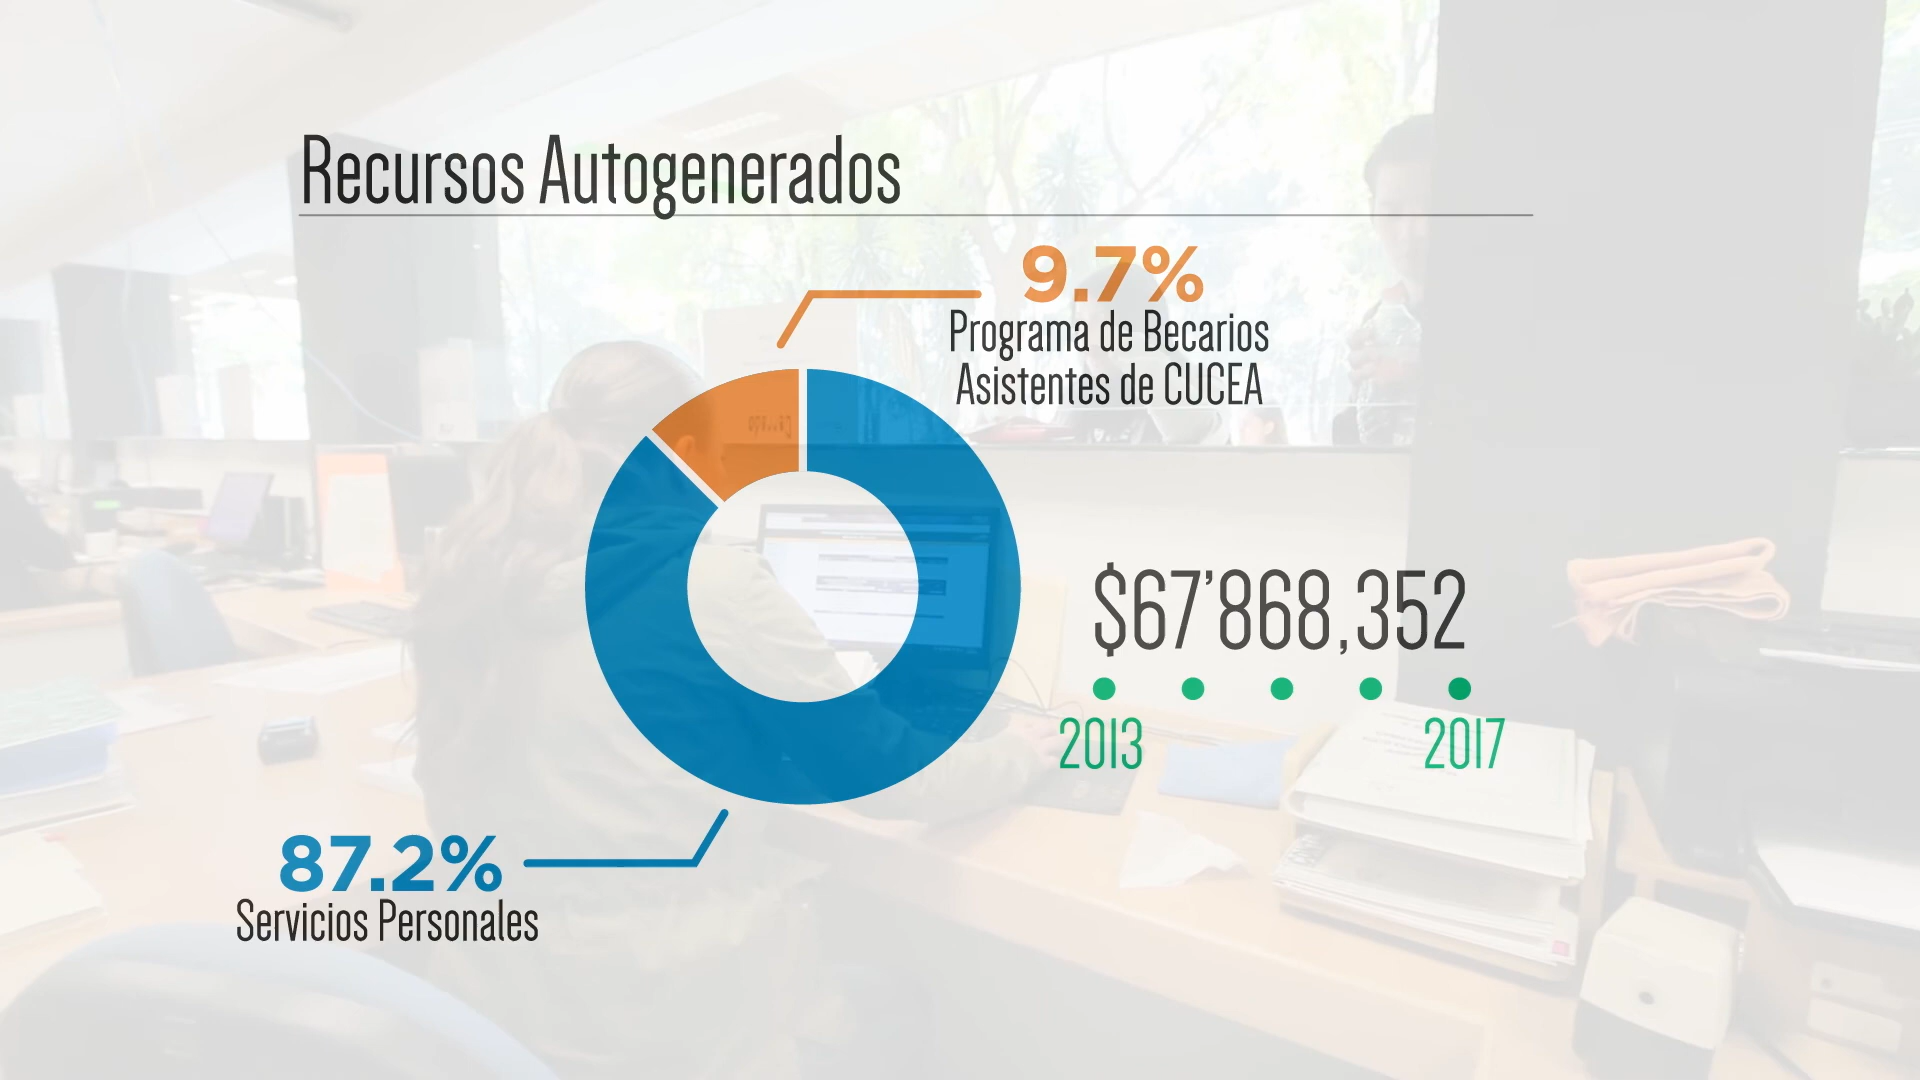 Recursos Autogenerados
9.7%
Programa de Becarios
Asistentes de CUCEA
$67’868,352
2013
2017
87.2%
Servicios Personales